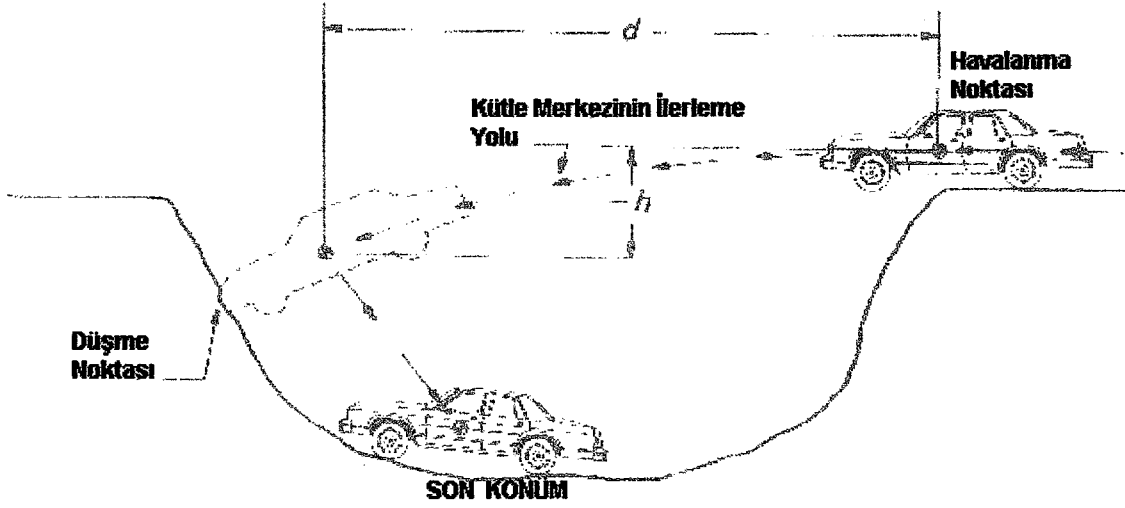 d
Havalanma
Noktası
Kütle Merkezinin İlerleme
Yolu
–h
Düşme
Noktası
SON KONUM